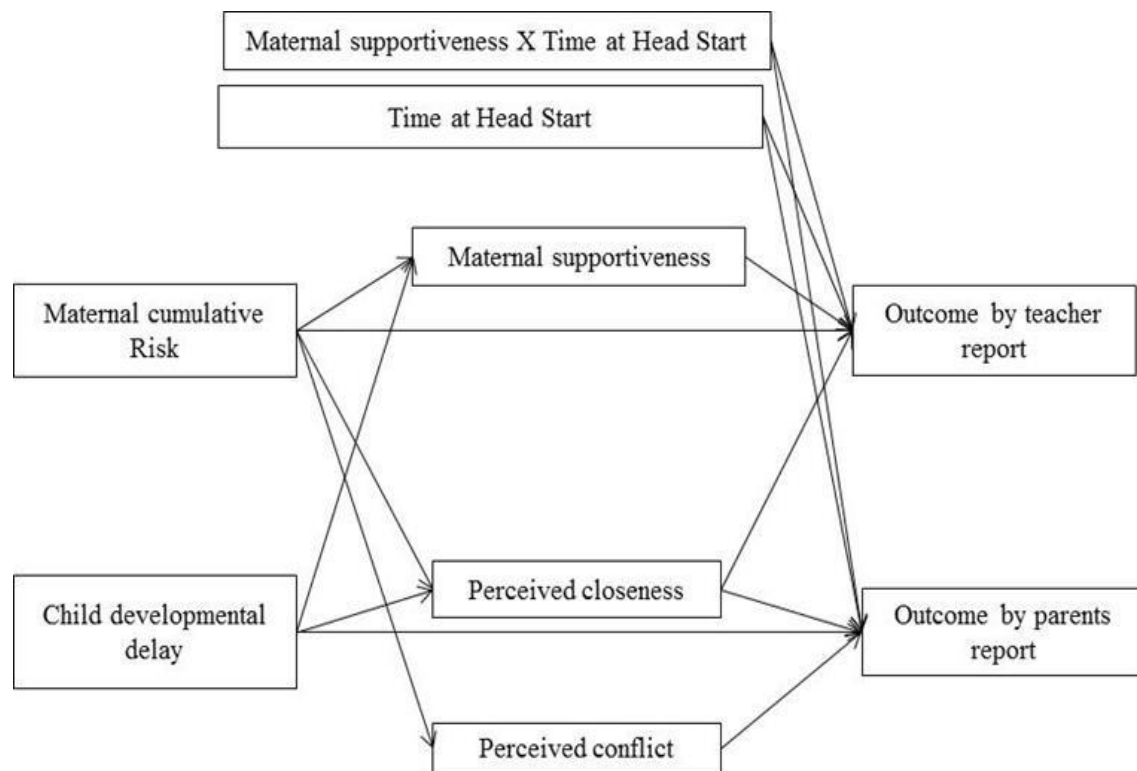 Maternal supportiveness X Time at Head Start
Time at Head Start
Maternal supportiveness
Maternal cumulative
Risk
Outcome by teacher
report
Perceived closeness
Child developmental
delay
Outcome by parents
report
Perceived conflict